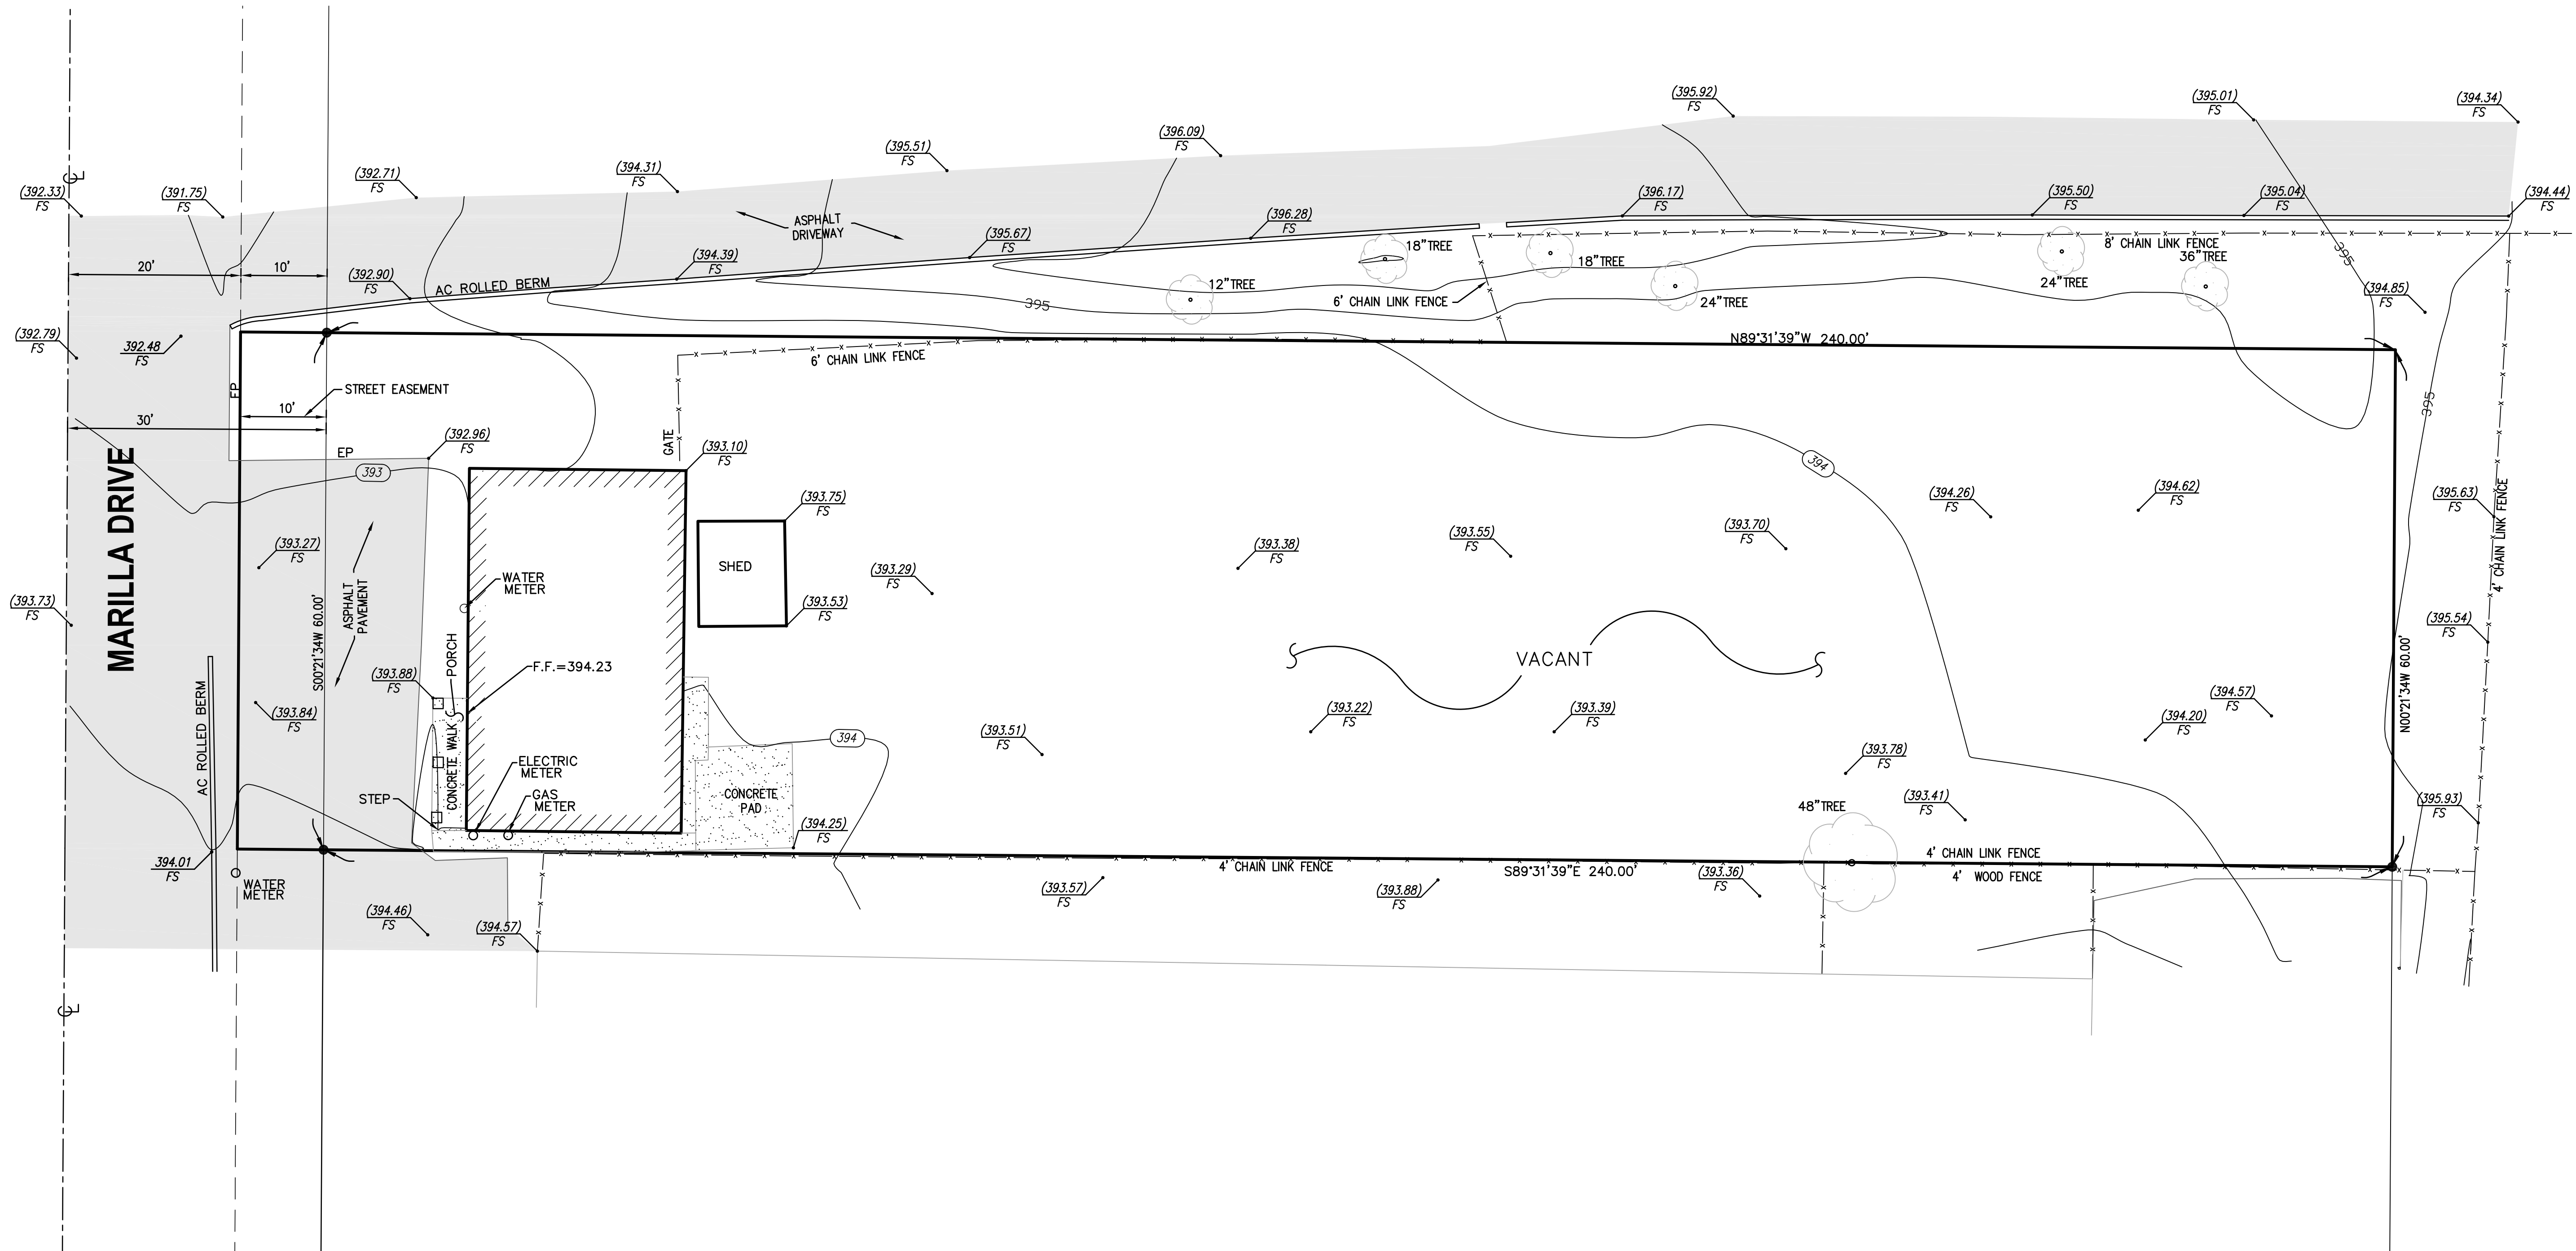 (395.92)
FS
(395.01)
FS
(394.34)
FS
(396.09)
FS
(395.51)
FS
(394.31)
FS
(392.71)
FS
(392.33)
FS
(391.75)
FS
(396.17)
FS
(395.50)
FS
(395.04)
FS
(394.44)
FS
(396.28)
FS
(395.67)
FS
(394.39)
FS
(392.90)
FS
ASPHALT
DRIVEWAY
18"TREE
8' CHAIN LINK FENCE
36"TREE
18"TREE
395
20'
10'
AC ROLLED BERM
12"TREE
6' CHAIN LINK FENCE
24"TREE
24"TREE
395
(394.85)
FS
(392.79)
FS
392.48
FS
N89°31'39"W 240.00'
6' CHAIN LINK FENCE
EP
STREET EASEMENT
10'
30'
395
(392.96)
FS
GATE
(393.10)
FS
EP
393
394
MARILLA DRIVE
(393.75)
FS
(394.26)
FS
(394.62)
FS
(395.63)
FS
4' CHAIN LINK FENCE
(393.27)
FS
SHED
(393.38)
FS
(393.55)
FS
(393.70)
FS
WATER
METER
(393.29)
FS
(393.73)
FS
S00°21'34W 60.00'
ASPHALT
PAVEMENT
(393.53)
FS
(395.54)
FS
PORCH
F.F.=394.23
VACANT
(393.88)
FS
N00°21'34W 60.00'
(393.84)
FS
AC ROLLED BERM
CONCRETE WALK
394
(393.51)
FS
(393.22)
FS
(393.39)
FS
(394.57)
FS
(394.20)
FS
(393.78)
FS
ELECTRIC
METER
STEP
GAS
METER
CONCRETE
PAD
48"TREE
(393.41)
FS
(395.93)
FS
(394.25)
FS
394.01
FS
4' CHAIN LINK FENCE
4' CHAIN LINK FENCE
S89°31'39"E 240.00'
4' WOOD FENCE
WATER
METER
(393.57)
FS
(393.88)
FS
(393.36)
FS
(394.46)
FS
(394.57)
FS